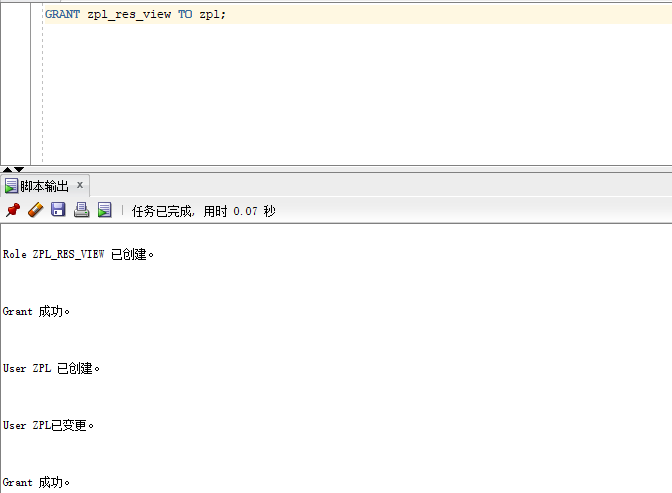 GRANT zpl_res_view TO zpl;
脚本输出 x
任务已完成, 用时 0.07 秒
Role ZPL_RES_VIEW 已创建。
Grant 成功。
User ZPL 已创建。
User ZPL已变更。
Grant 成功。